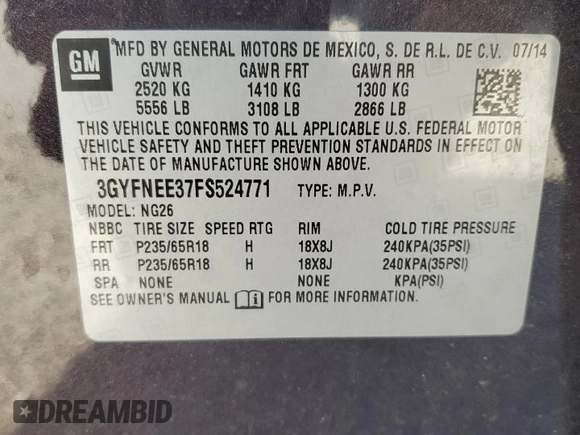 GM
MFD BY GENERAL MOTORS DE MEXICO, S. DE R.L. DE C.V. 07/14
GVWR GAWR FRT GAWR RR
2520 KG 1410 KG 1300 KG
5556 LB 3108 LB 2866 LB
THIS VEHICLE CONFORMS TO ALL APPLICABLE U.S. FEDERAL MOTOR
VEHICLE SAFETY AND THEFT PREVENTION STANDARDS IN EFFECT ON
THE DATE OF MANUFACTURE SHOWN ABOVE.
3GYFNEE37FS524771 TYPE: M.P.V.
MODEL: NG26
NBBC TIRE SIZE SPEED RTG RIM COLD TIRE PRESSURE
FRT P235/65R18 H 18X8J 240KPA(35PSI)
RR P235/65R18 H 18X8J 240KPA(35PSI)
SPA NONE NONE KPA(PSI)
SEE OWNER'S MANUAL i FOR MORE INFORMATION.
DREAMBID